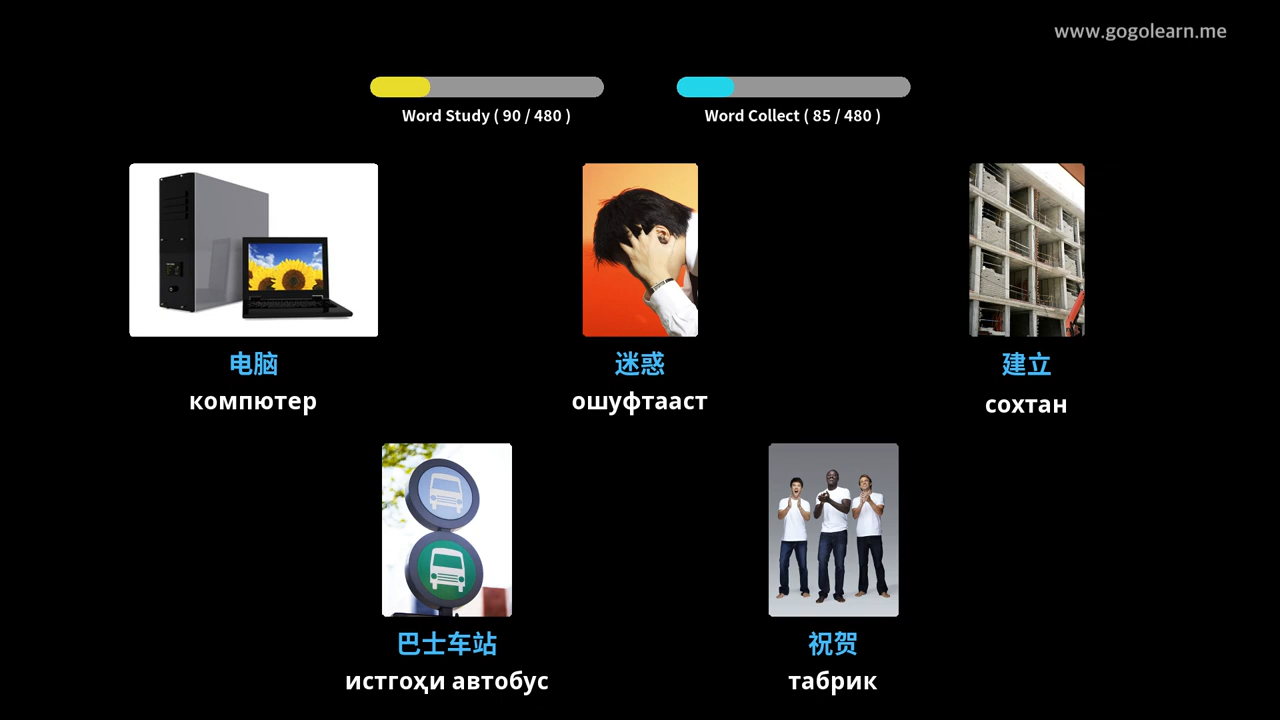 www.gogolearn.me
Word Study ( 90 / 480 )
Word Collect ( 85 / 480 )
电脑
компютер
迷惑
ошуфтааст
建立
сохтан
巴士车站
истгоҳи автобус
祝贺
табрик